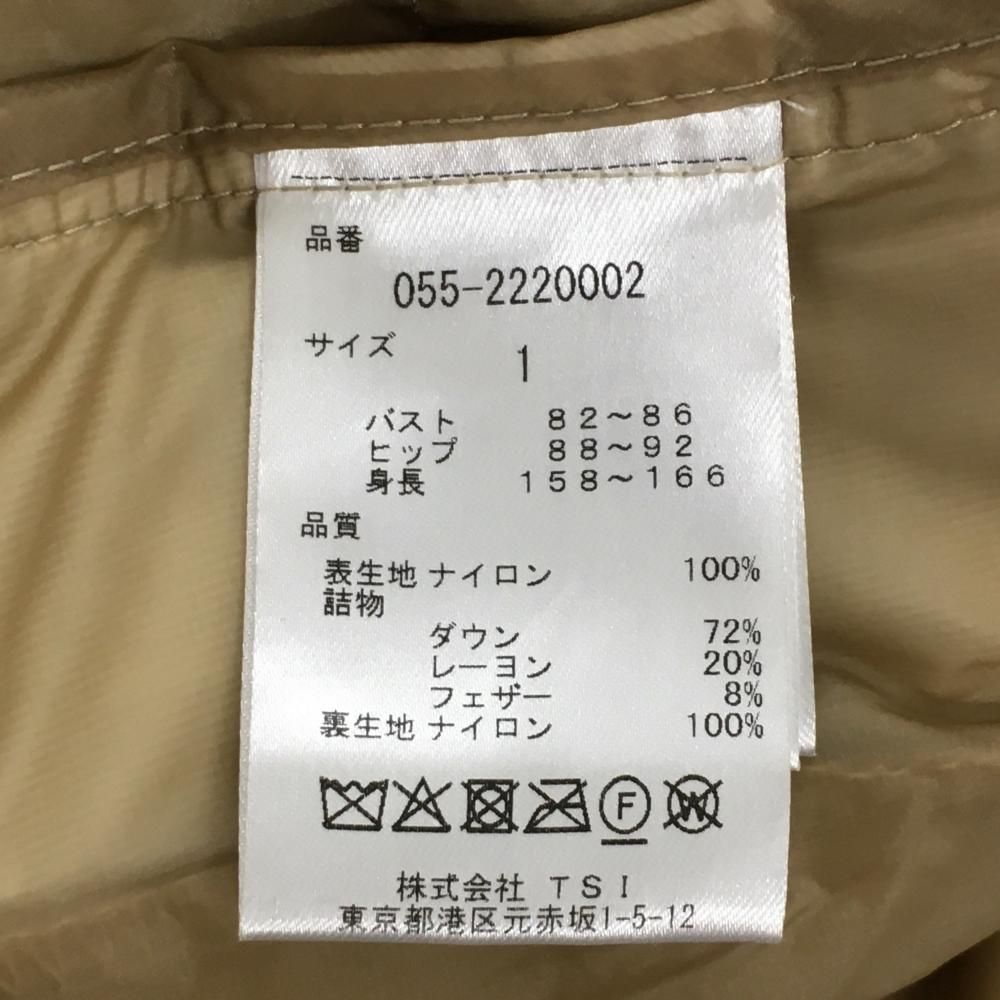 品番
055-2220002
サイズ 1
バスト 82～86
ヒップ 88～92
身長 158～166
品質
表生地 ナイロン 100%
詰物
ダウン 72%
レーヨン 20%
フェザー 8%
裏生地 ナイロン 100%
F W
株式会社 TSI
東京都港区元赤坂1-5-12